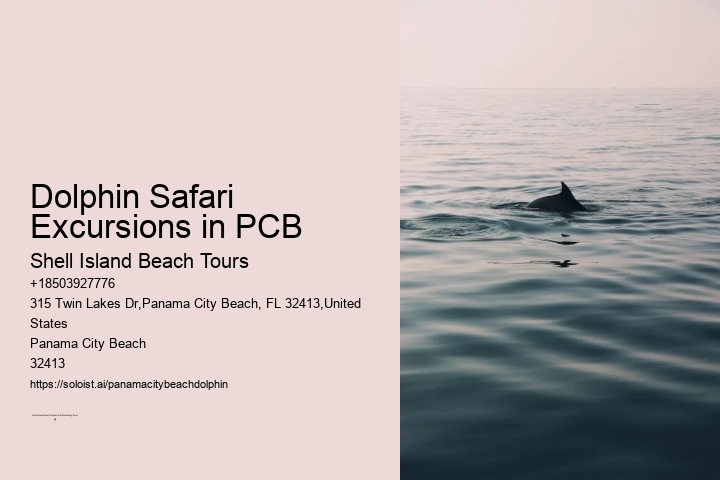 Dolphin Safari
Excursions in PCB
Shell Island Beach Tours
+18503927776
315 Twin Lakes Dr,Panama City Beach, FL 32413,United
States
Panama City Beach
32413
https://soloist.ai/panamacitybeachdolphin